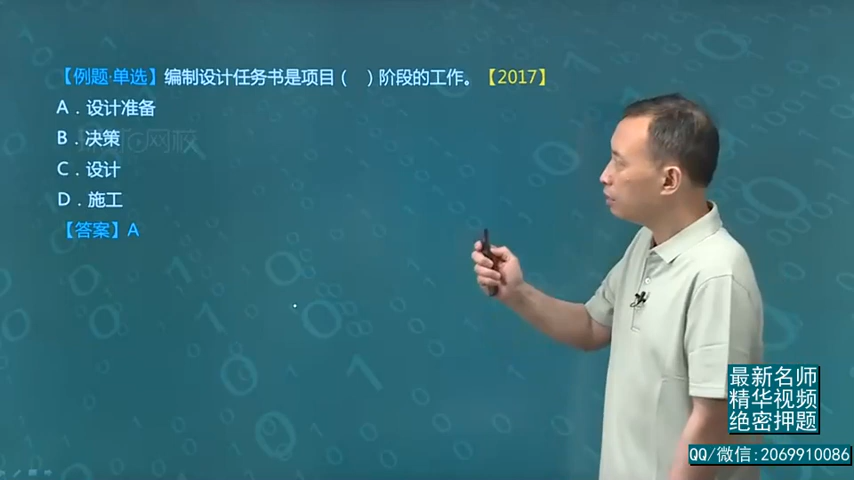 【例题·单选】编制设计任务书是项目（ ）阶段的工作。【2017】
A．设计准备
B．决策
C．设计
D．施工
【答案】A
最新名师
精华视频
绝密押题
QQ/微信:2069910086